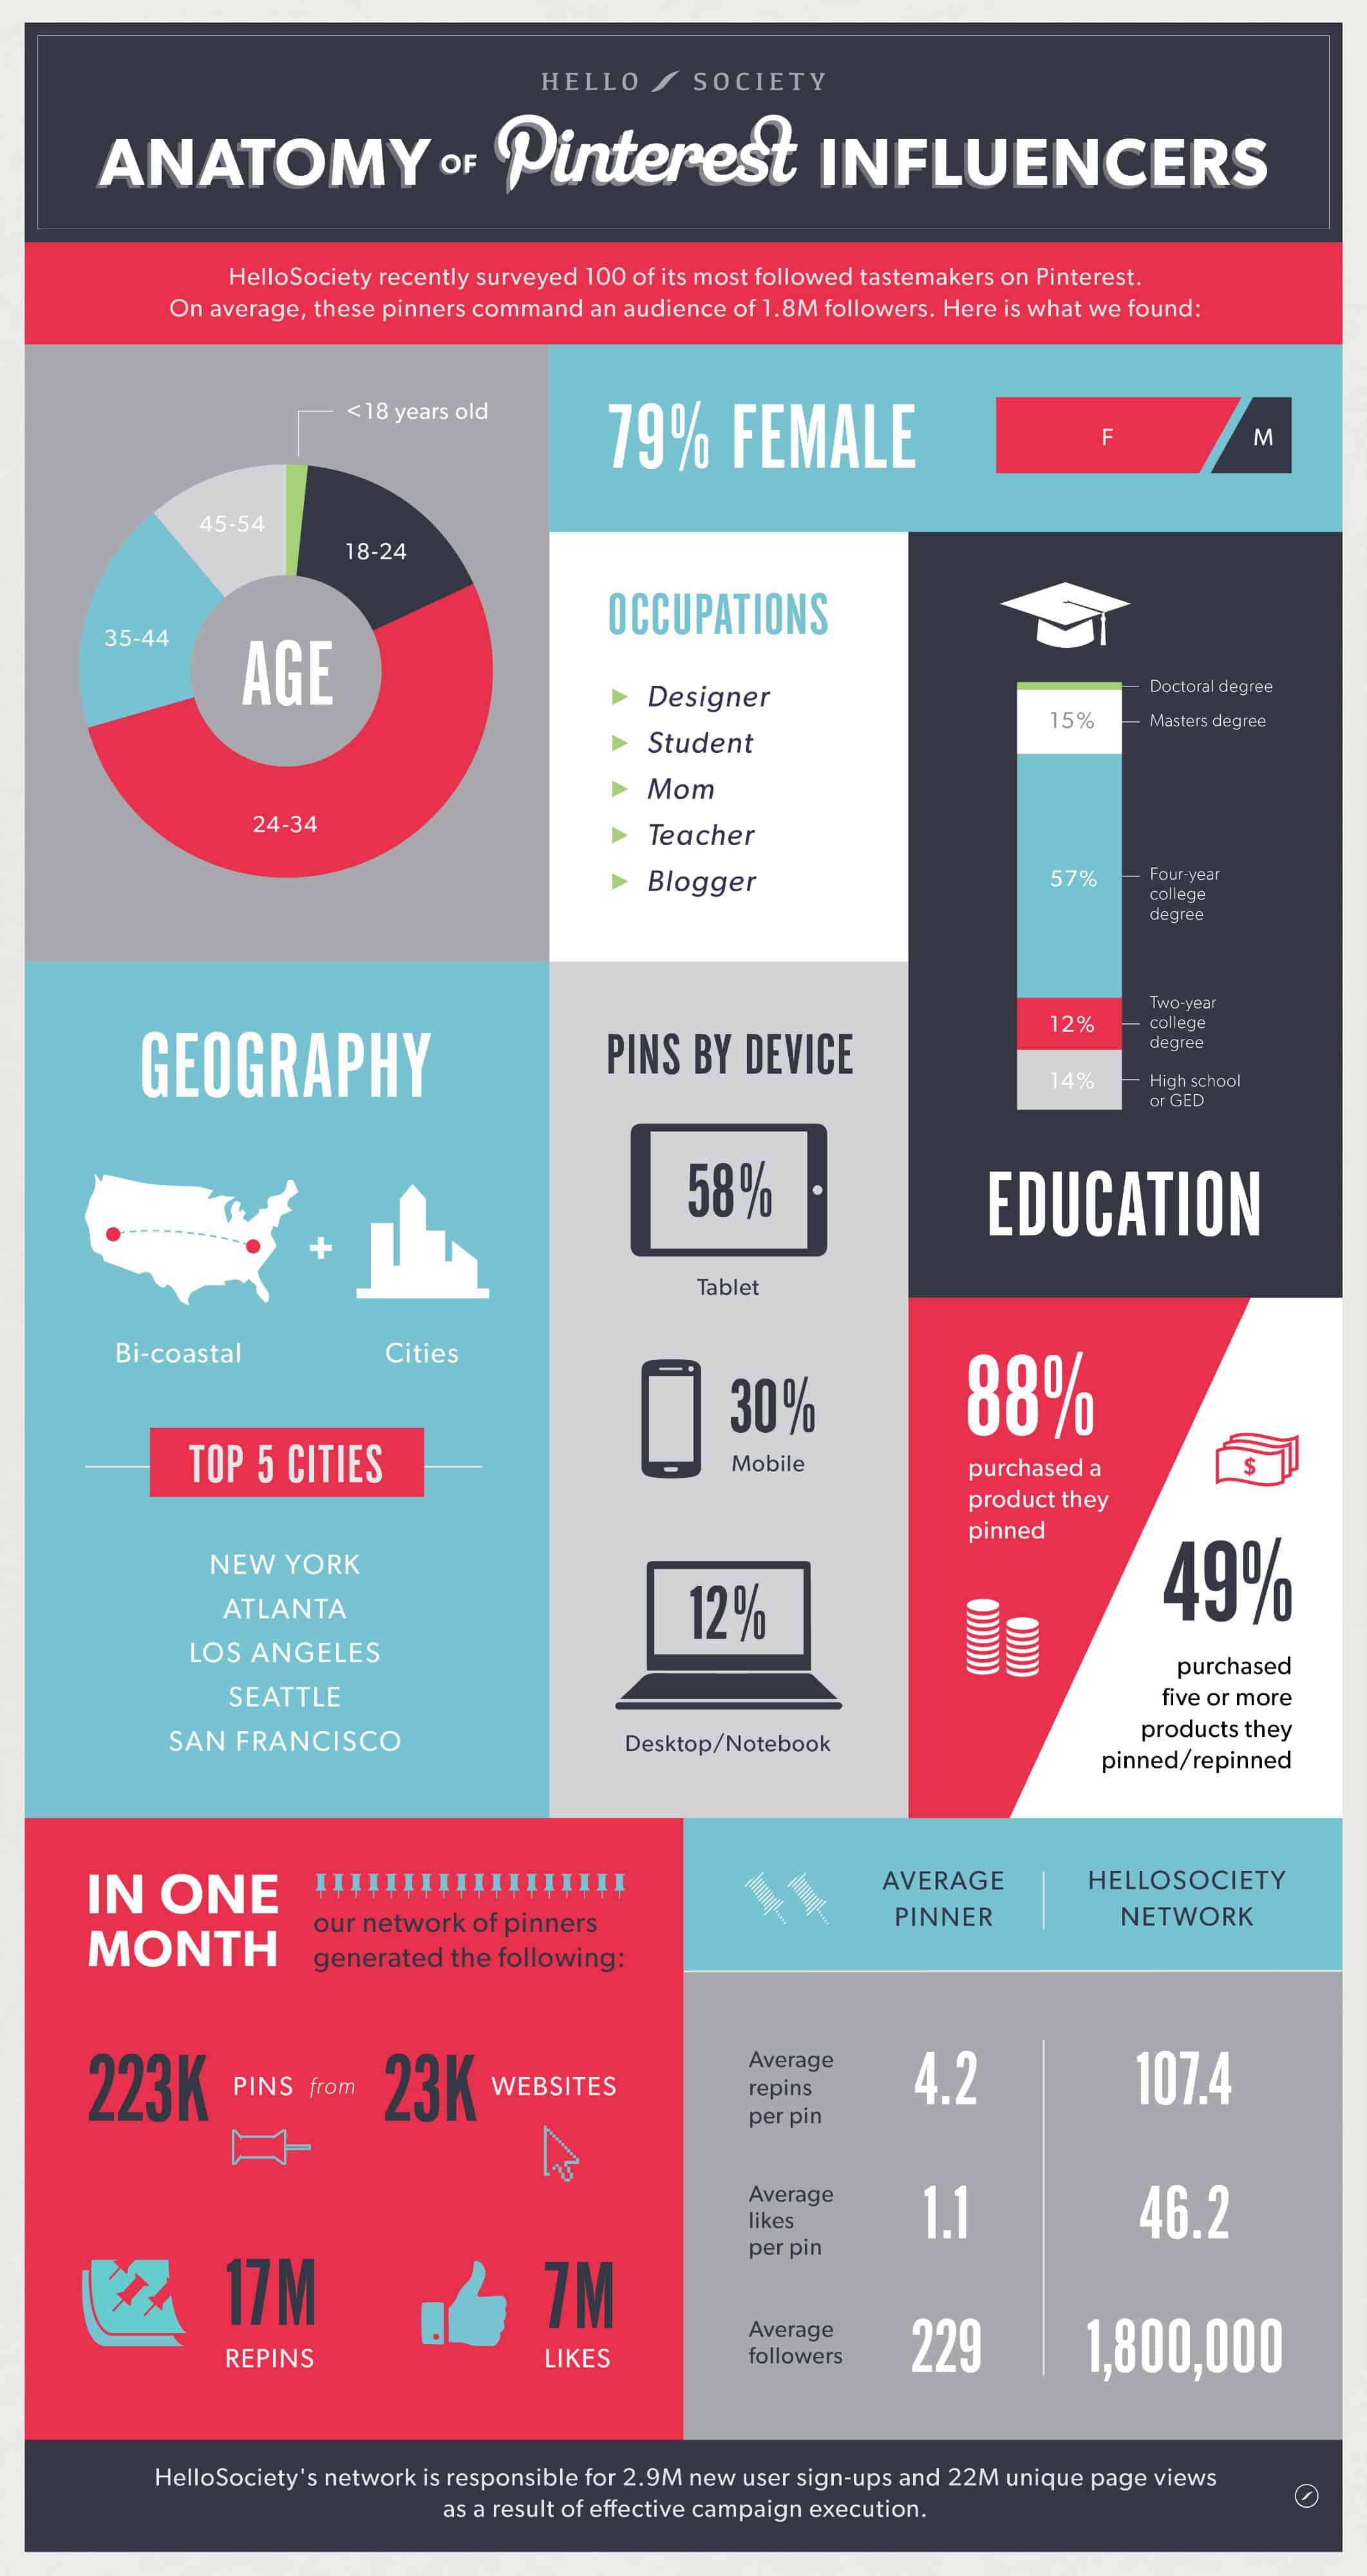 HELLO SOCIETY
ANATOMY OF Pinterest INFLUENCERS
HelloSociety recently surveyed 100 of its most followed tastemakers on Pinterest.
On average, these pinners command an audience of 1.8M followers. Here is what we found:
<18 years old
45-54
18-24
35-44
AGE
24-34
79% FEMALE
F
M
OCCUPATIONS
Designer
Student
Mom
Teacher
Blogger
Doctoral degree
15%
Masters degree
57%
Four-year
college
degree
12%
Two-year
college
degree
14%
High school
or GED
EDUCATION
GEOGRAPHY
+
Bi-coastal
Cities
TOP 5 CITIES
NEW YORK
ATLANTA
LOS ANGELES
SEATTLE
SAN FRANCISCO
PINS BY DEVICE
58%
Tablet
30%
Mobile
12%
Desktop/Notebook
88%
purchased a
product they
pinned
$
49%
purchased
five or more
products they
pinned/repinned
IN ONE
MONTH
our network of pinners
generated the following:
223K PINS from 23K WEBSITES
17M
REPINS
7M
LIKES
AVERAGE
PINNER
HELLOSOCIETY
NETWORK
Average
repins
per pin
4.2
107.4
Average
likes
per pin
1.1
46.2
Average
followers
229
1,800,000
HelloSociety's network is responsible for 2.9M new user sign-ups and 22M unique page views
as a result of effective campaign execution.